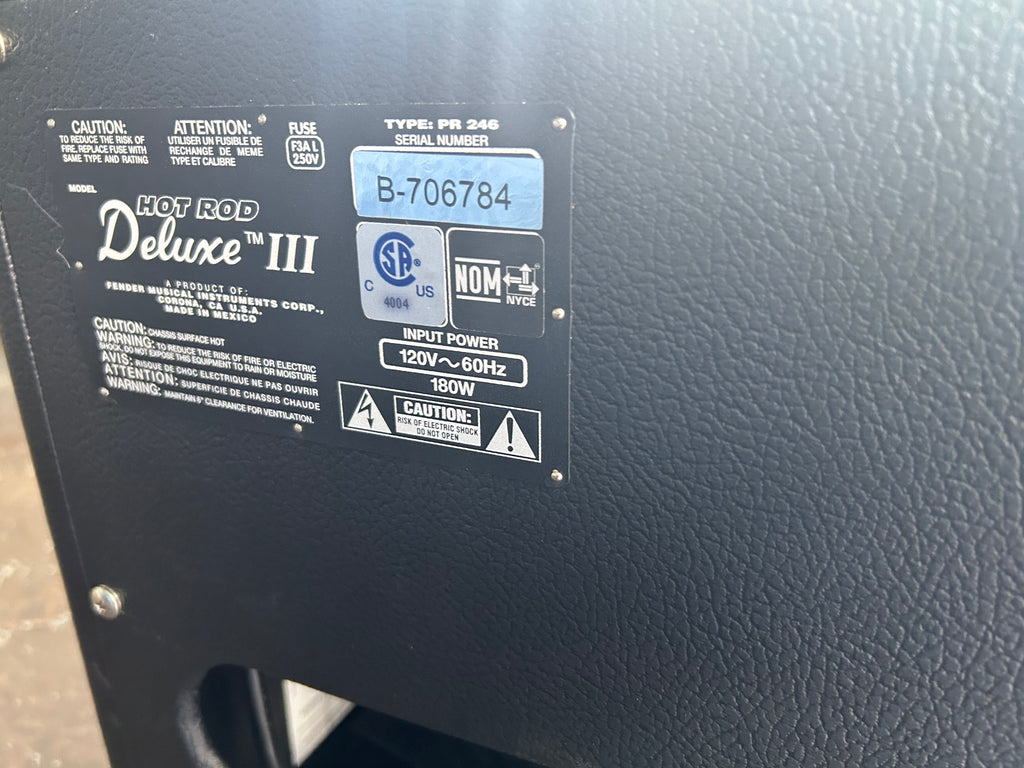 CAUTION:
TO REDUCE THE RISK OF
FIRE, REPLACE FUSE WITH
SAME TYPE AND RATING
ATTENTION:
UTILISER UN FUSIBLE DE
RECHANGE DE MEME
TYPE ET CALIBRE
FUSE
F3A L
250V
TYPE: PR 246
SERIAL NUMBER
B-706784
MODEL
HOT ROD
Deluxe™ III
A PRODUCT OF:
FENDER MUSICAL INSTRUMENTS CORP.,
CORONA, CA U.S.A.
MADE IN MEXICO
CSA®
C US
4004
NOM
NYCE
CAUTION: CHASSIS SURFACE HOT
WARNING: TO REDUCE THE RISK OF FIRE OR ELECTRIC
SHOCK, DO NOT EXPOSE THIS EQUIPMENT TO RAIN OR MOISTURE
AVIS: RISQUE DE CHOC ELECTRIQUE NE PAS OUVRIR
ATTENTION: SUPERFICIE DE CHASSIS CHAUDE
WARNING: MAINTAIN 6" CLEARANCE FOR VENTILATION.
INPUT POWER
120V~60Hz
180W
CAUTION:
RISK OF ELECTRIC SHOCK
DO NOT OPEN